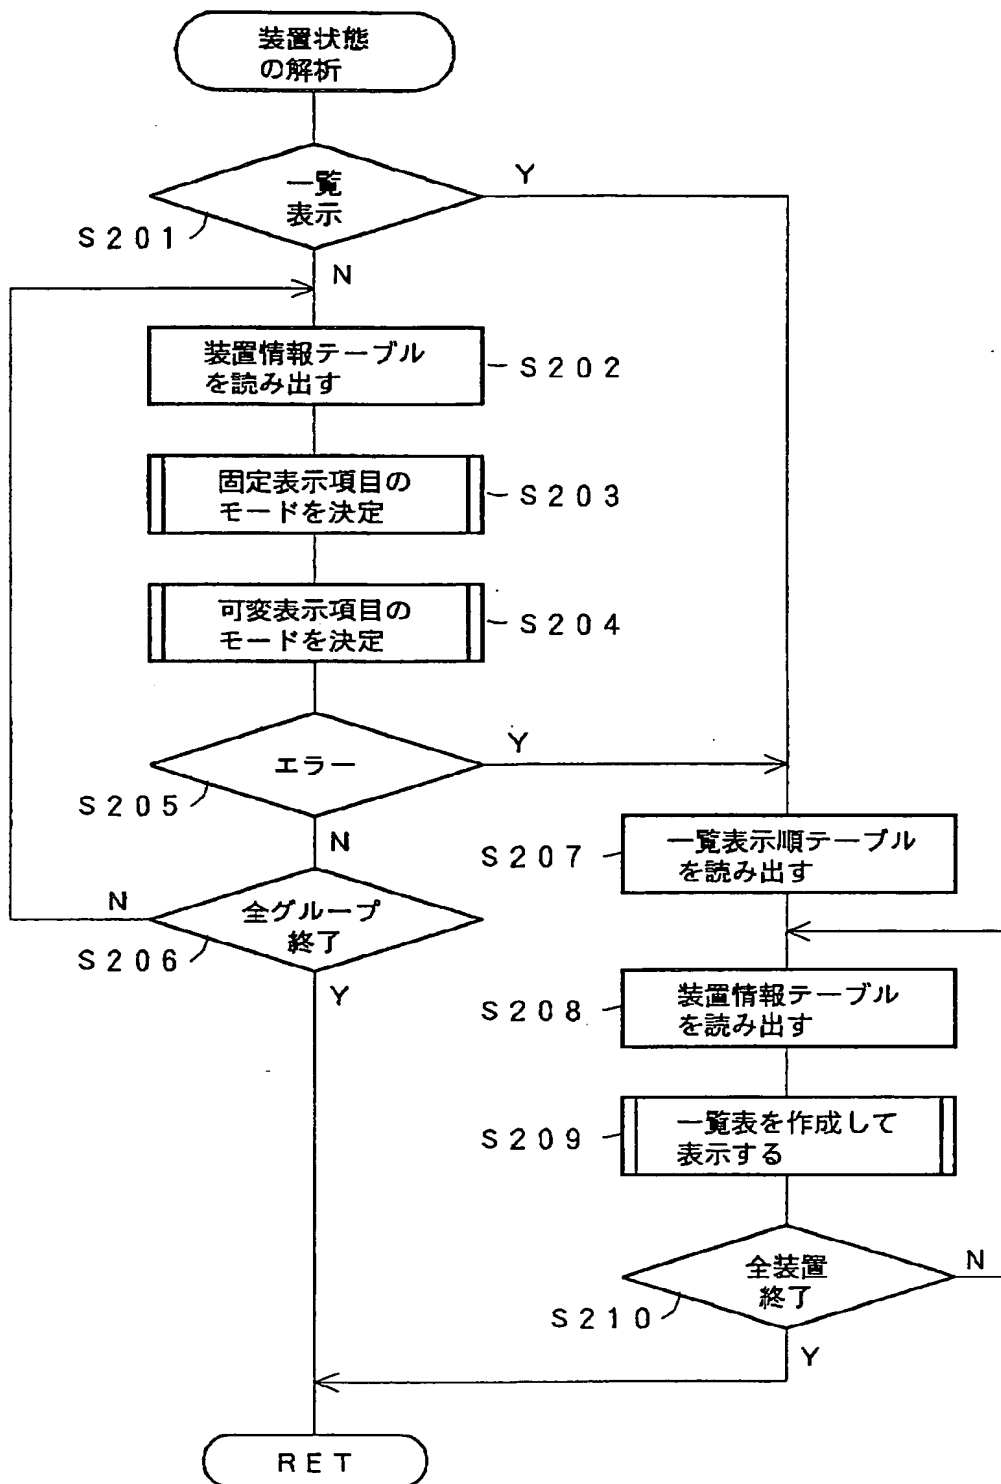 装置状態
の解析
一覧
表示
Y
S201
N
装置情報テーブル
を読み出す
S202
固定表示項目の
モードを決定
S203
可変表示項目の
モードを決定
S204
エラー
Y
S205
N
全グループ
終了
N
S206
Y
一覧表示順テーブル
を読み出す
S207
装置情報テーブル
を読み出す
S208
一覧表を作成して
表示する
S209
全装置
終了
N
S210
Y
RET